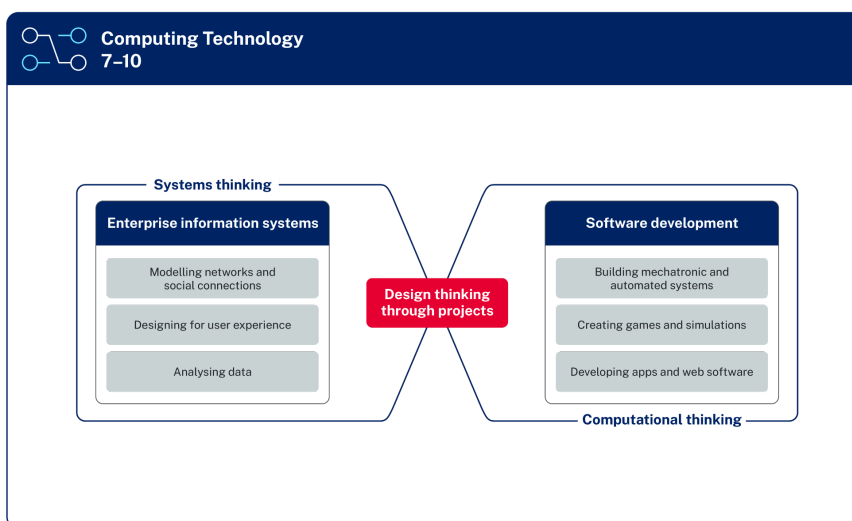 Computing Technology
7–10
Systems thinking
Enterprise information systems
Modelling networks and
social connections
Designing for user experience
Analysing data
Design thinking
through projects
Software development
Building mechatronic and
automated systems
Creating games and simulations
Developing apps and web software
Computational thinking